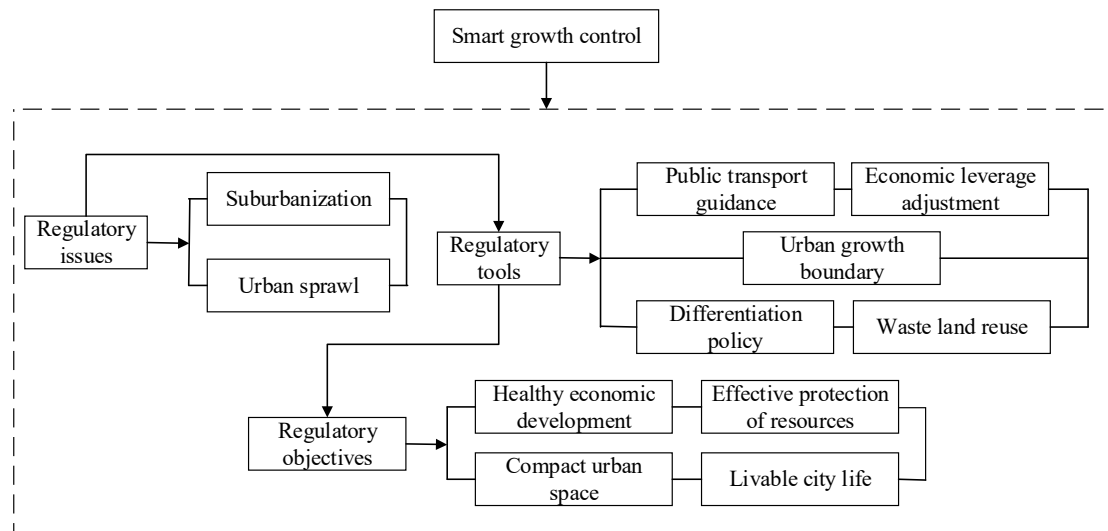 Smart growth control
Regulatory
issues
Suburbanization
Urban sprawl
Regulatory
tools
Public transport
guidance
Economic leverage
adjustment
Urban growth
boundary
Differentiation
policy
Waste land reuse
Regulatory
objectives
Healthy economic
development
Effective protection
of resources
Compact urban
space
Livable city life